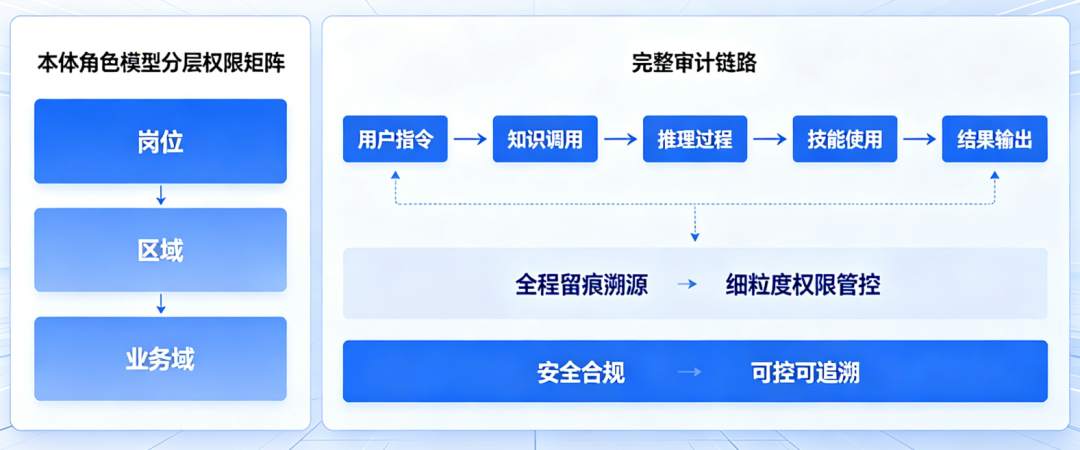 本体角色模型分层权限矩阵
岗位
区域
业务域
完整审计链路
用户指令
知识调用
推理过程
技能使用
结果输出
全程留痕溯源
细粒度权限管控
安全合规
可控可追溯